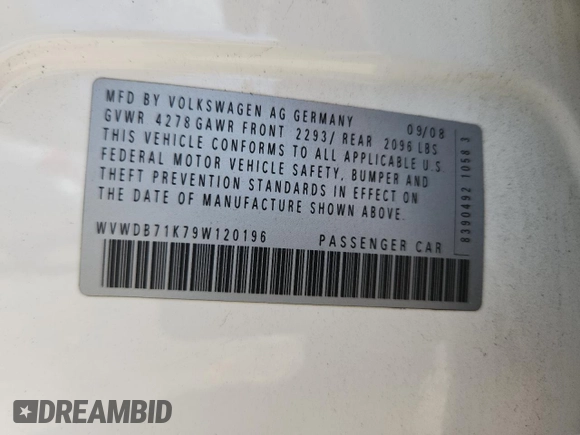 MFD BY VOLKSWAGEN AG GERMANY 09/08
GVWR 4278 GAWR FRONT 2293/ REAR 2096 LBS
THIS VEHICLE CONFORMS TO ALL APPLICABLE U.S.
FEDERAL MOTOR VEHICLE SAFETY, BUMPER AND
THEFT PREVENTION STANDARDS IN EFFECT ON
THE DATE OF MANUFACTURE SHOWN ABOVE.
WVWDB71K79W120196 PASSENGER CAR
8390492 1058 3
DREAMBID